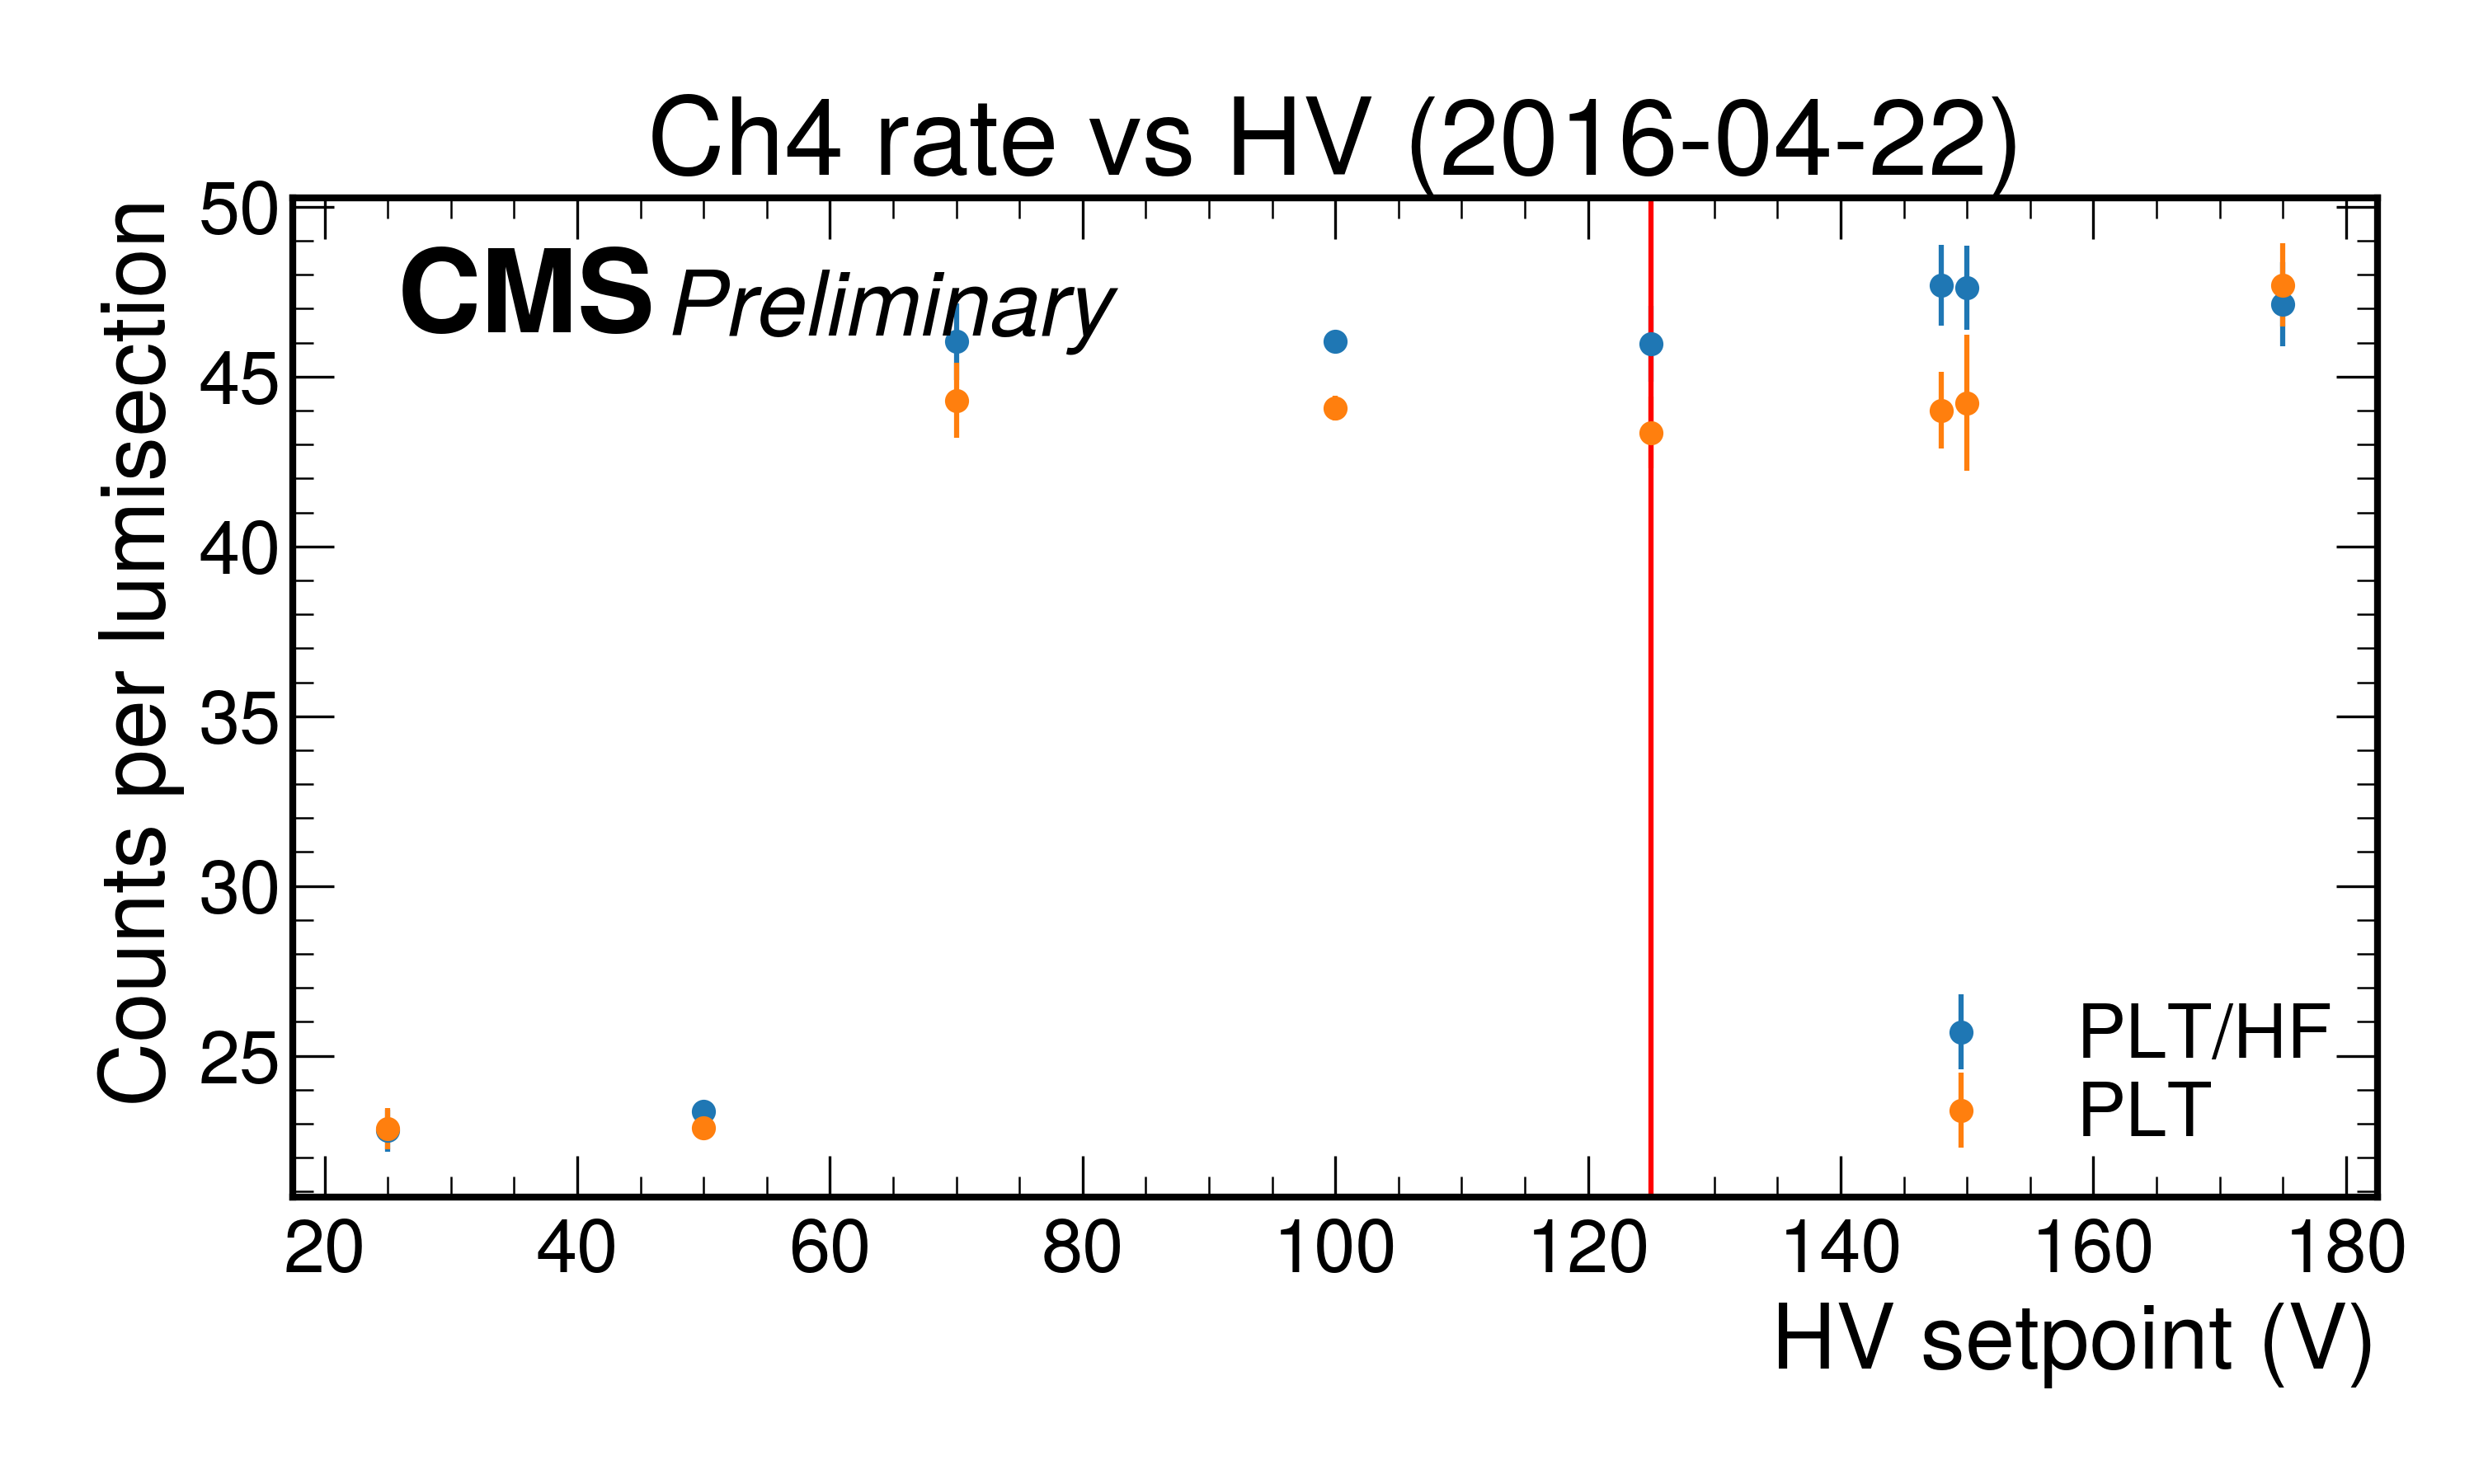 Ch4 rate vs HV (2016-04-22)
CMS Preliminary
Counts per lumisection
50
45
40
35
30
25
PLT/HF
PLT
20 40 60 80 100 120 140 160 180
HV setpoint (V)